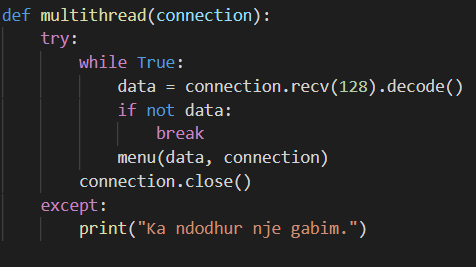 def multithread(connection):
    try:
        while True:
            data = connection.recv(128).decode()
            if not data:
                break
            menu(data, connection)
        connection.close()
    except:
        print("Ka ndodhur nje gabim.")